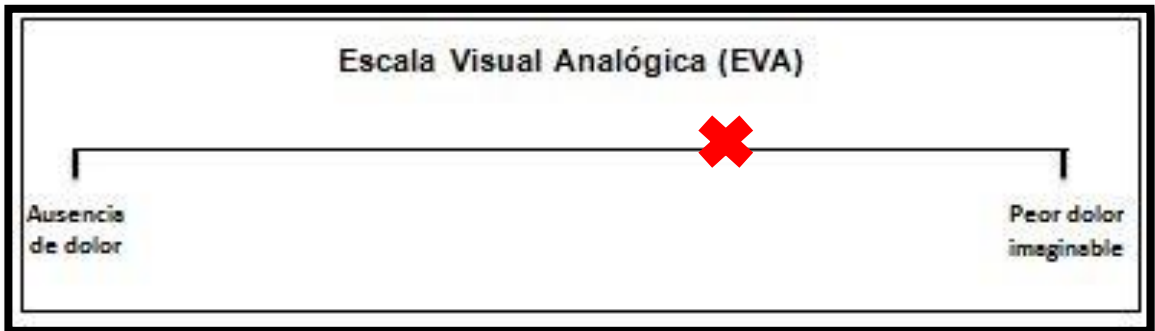 Escala Visual Analógica (EVA)
Ausencia
de dolor
Peor dolor
imaginable